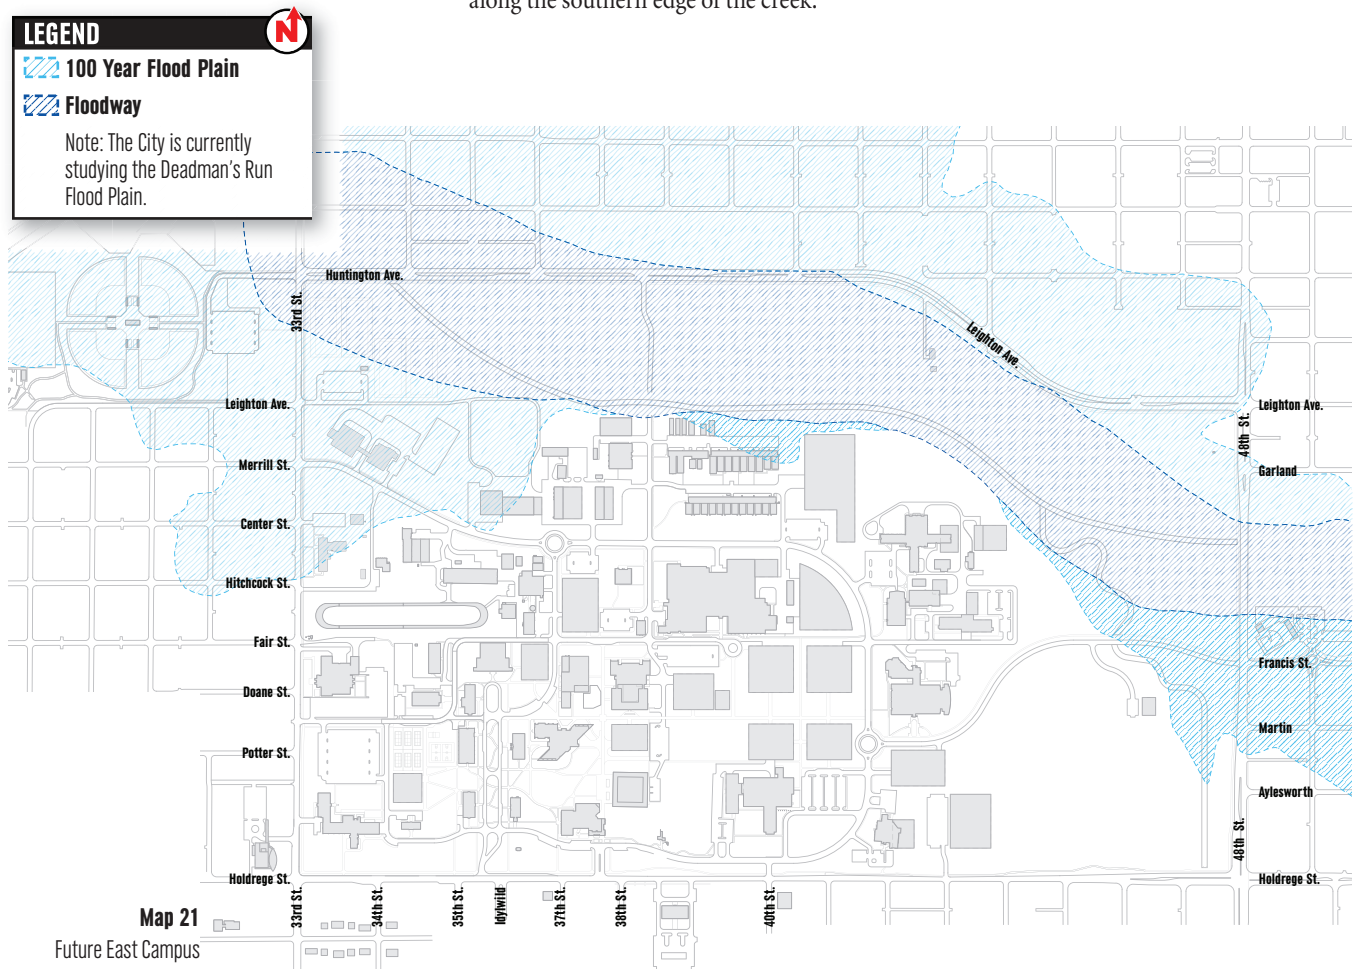 along the southern edge of the creek.
LEGEND
N
100 Year Flood Plain
Floodway
Note: The City is currently
studying the Deadman's Run
Flood Plain.
Huntington Ave.
33rd St.
Leighton Ave.
Leighton Ave.
Leighton Ave.
48th St.
Merrill St.
Garland
Center St.
Hitchcock St.
Fair St.
Francis St.
Doane St.
Martin
Potter St.
Aylesworth
48th St.
Holdrege St.
Holdrege St.
33rd St.
34th St.
35th St.
Idylwild
37th St.
38th St.
40th St.
Map 21
Future East Campus